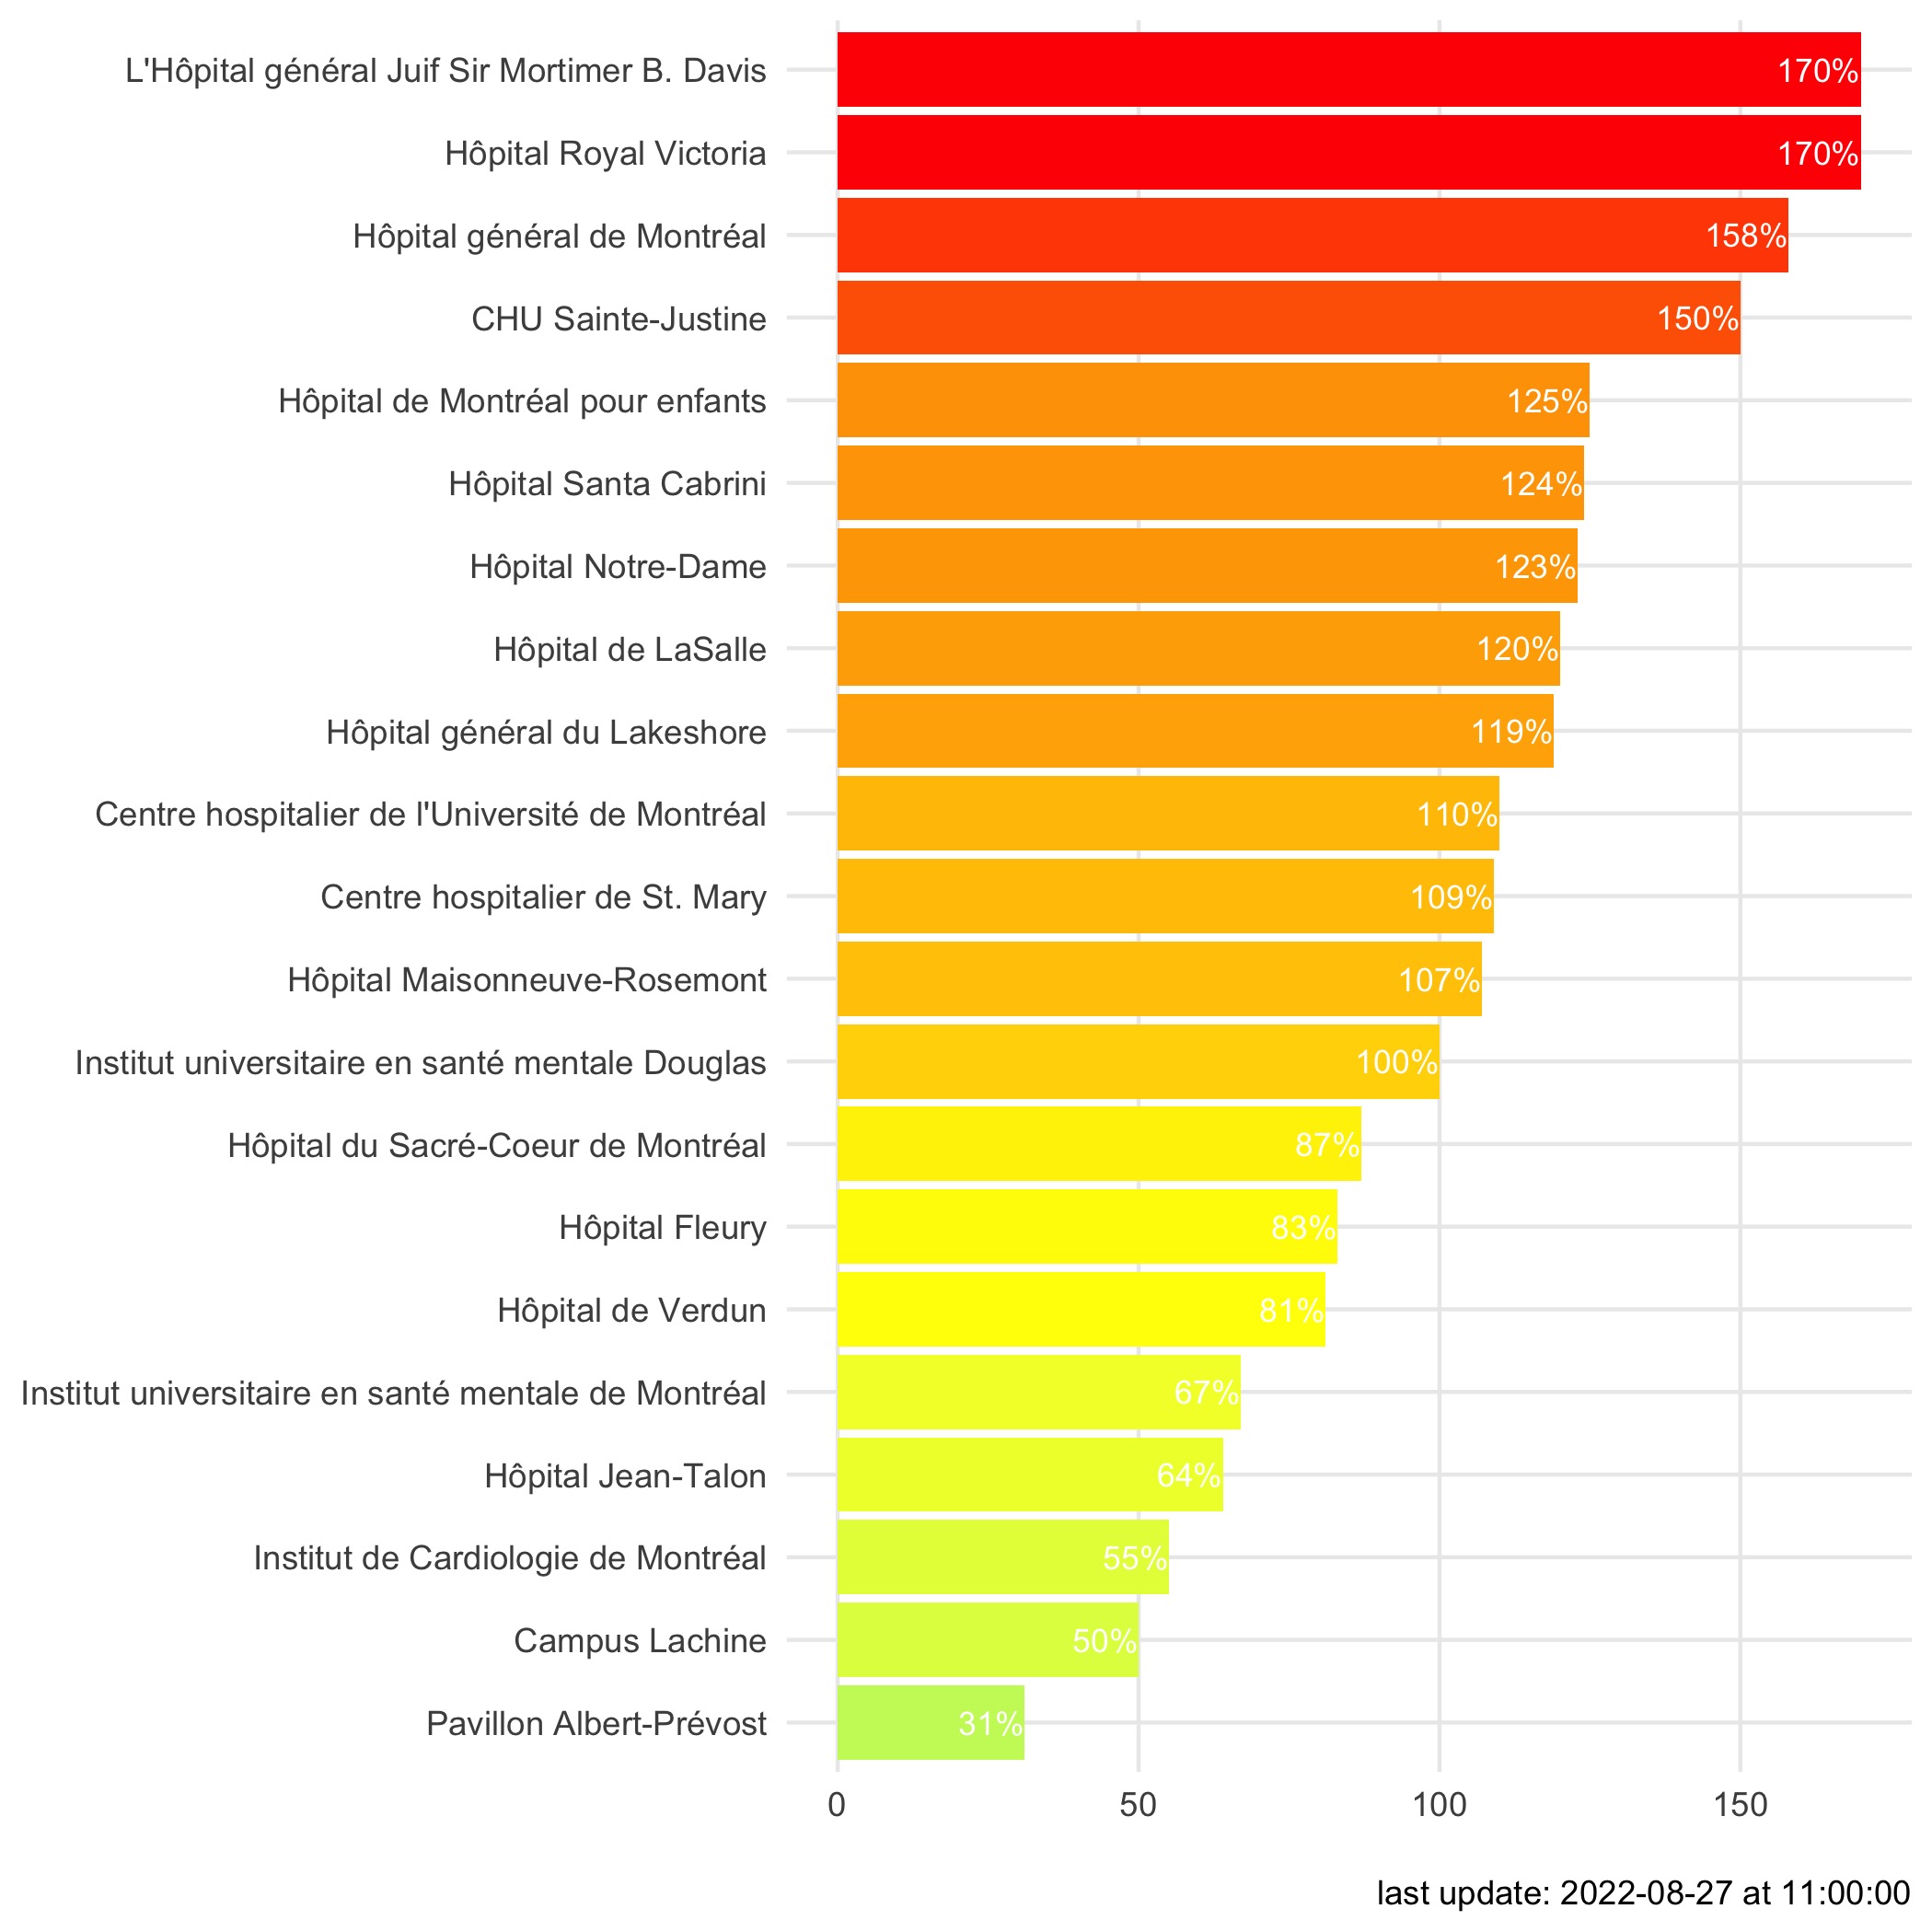 L'Hôpital général Juif Sir Mortimer B. Davis 170%
Hôpital Royal Victoria 170%
Hôpital général de Montréal 158%
CHU Sainte-Justine 150%
Hôpital de Montréal pour enfants 125%
Hôpital Santa Cabrini 124%
Hôpital Notre-Dame 123%
Hôpital de LaSalle 120%
Hôpital général du Lakeshore 119%
Centre hospitalier de l'Université de Montréal 110%
Centre hospitalier de St. Mary 109%
Hôpital Maisonneuve-Rosemont 107%
Institut universitaire en santé mentale Douglas 100%
Hôpital du Sacré-Coeur de Montréal 87%
Hôpital Fleury 83%
Hôpital de Verdun 81%
Institut universitaire en santé mentale de Montréal 67%
Hôpital Jean-Talon 64%
Institut de Cardiologie de Montréal 55%
Campus Lachine 50%
Pavillon Albert-Prévost 31%
0 50 100 150
last update: 2022-08-27 at 11:00:00